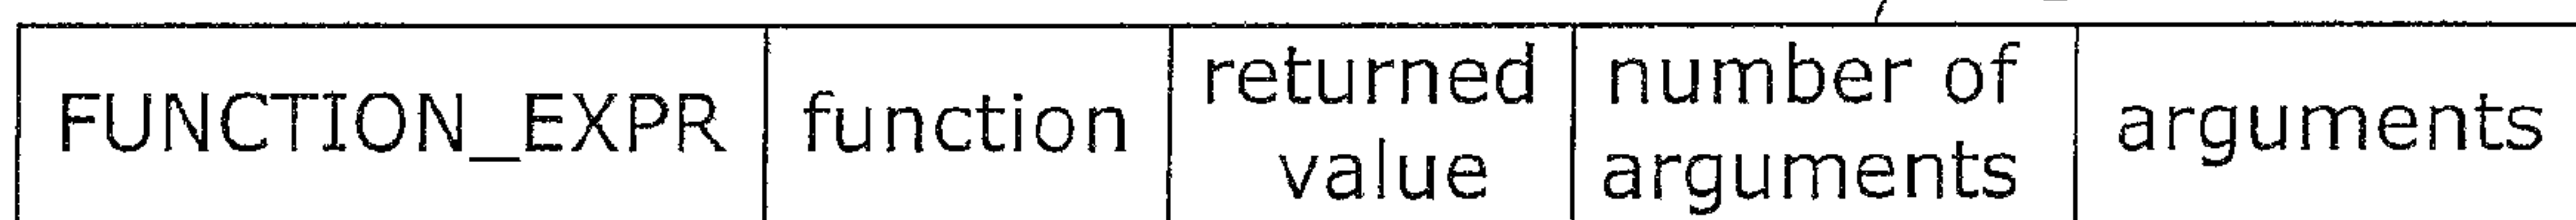 FUNCTION_EXPR
function
returned
value
number of
arguments
arguments